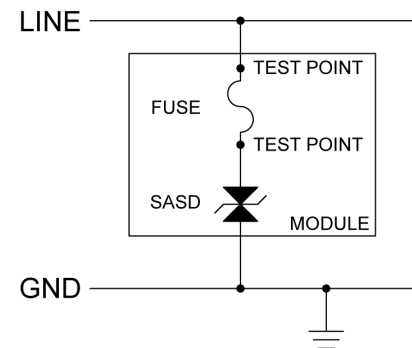 LINE
TEST POINT
FUSE
TEST POINT
SASD
MODULE
GND